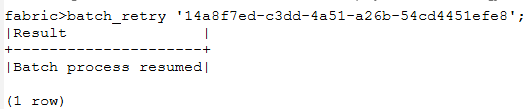 fabric>batch_retry '14a8f7ed-c3dd-4a51-a26b-54cd4451efe8';
|Result                |
+----------------------+
|Batch process resumed|
(1 row)